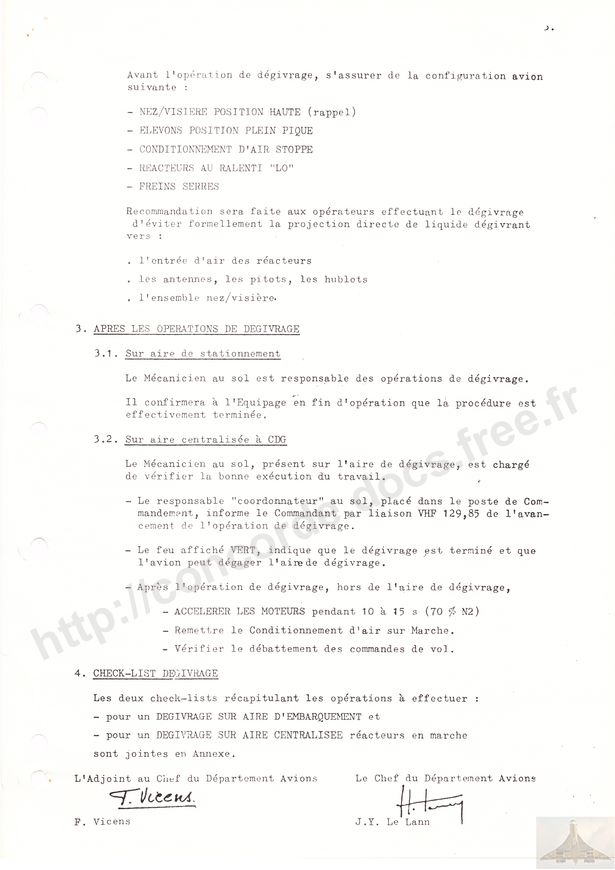 3.
Avant l'opération de dégivrage, s'assurer de la configuration avion
suivante :
- NEZ/VISIERE POSITION HAUTE (rappel)
- ELEVONS POSITION PLEIN PIQUE
- CONDITIONNEMENT D'AIR STOPPE
- REACTEURS AU RALENTI "LO"
- FREINS SERRES
Recommandation sera faite aux opérateurs effectuant le dégivrage
d'éviter formellement la projection directe de liquide dégivrant
vers :
. l'entrée d'air des réacteurs
. les antennes, les pitots, les hublots
. l'ensemble nez/visière.
3. APRES LES OPERATIONS DE DEGIVRAGE
3.1. Sur aire de stationnement
Le Mécanicien au sol est responsable des opérations de dégivrage.
Il confirmera à l'Equipage en fin d'opération que la procédure est
effectivement terminée.
3.2. Sur aire centralisée à CDG
Le Mécanicien au sol, présent sur l'aire de dégivrage, est chargé
de vérifier la bonne exécution du travail.
- Le responsable "coordonnateur" au sol, placé dans le poste de Com-
mandement, informe le Commandant par liaison VHF 129,85 de l'avan-
cement de l'opération de dégivrage.
- Le feu affiché VERT, indique que le dégivrage est terminé et que
l'avion peut dégager l'aire de dégivrage.
- Après l'opération de dégivrage, hors de l'aire de dégivrage,
- ACCELERER LES MOTEURS pendant 10 à 15 s (70 % N2)
- Remettre le Conditionnement d'air sur Marche.
- Vérifier le débattement des commandes de vol.
4. CHECK-LIST DEGIVRAGE
Les deux check-lists récapitulant les opérations à effectuer :
- pour un DEGIVRAGE SUR AIRE D'EMBARQUEMENT et
- pour un DEGIVRAGE SUR AIRE CENTRALISEE réacteurs en marche
sont jointes en Annexe.
L'Adjoint au Chef du Département Avions
Le Chef du Département Avions
F. Vicens.
F. Vicens
J.Y. Le Lann
http://concorde.docs.free.fr